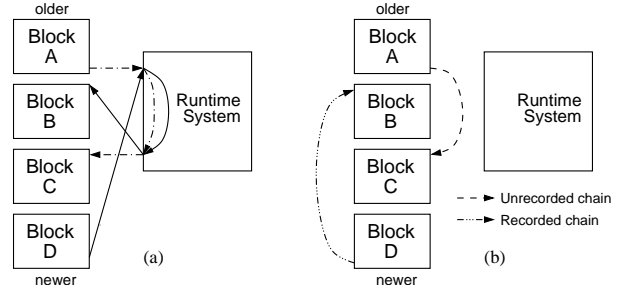 older
Block
A
Block
B
Block
C
Block
D
newer
Runtime
System
(a)
older
Block
A
Block
B
Block
C
Block
D
newer
Runtime
System
Unrecorded chain
Recorded chain
(b)